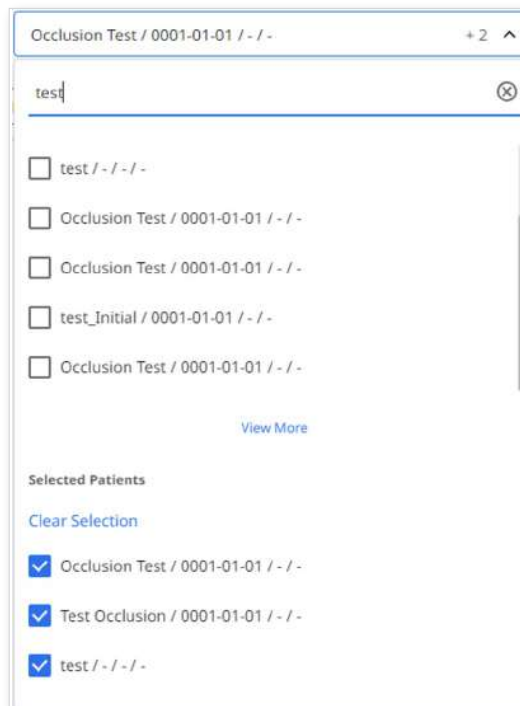 Occlusion Test / 0001-01-01 / - / - + 2
test
test / - / - / -
Occlusion Test / 0001-01-01 / - / -
Occlusion Test / 0001-01-01 / - / -
test_Initial / 0001-01-01 / - / -
Occlusion Test / 0001-01-01 / - / -
View More
Selected Patients
Clear Selection
Occlusion Test / 0001-01-01 / - / -
Test Occlusion / 0001-01-01 / - / -
test / - / - / -